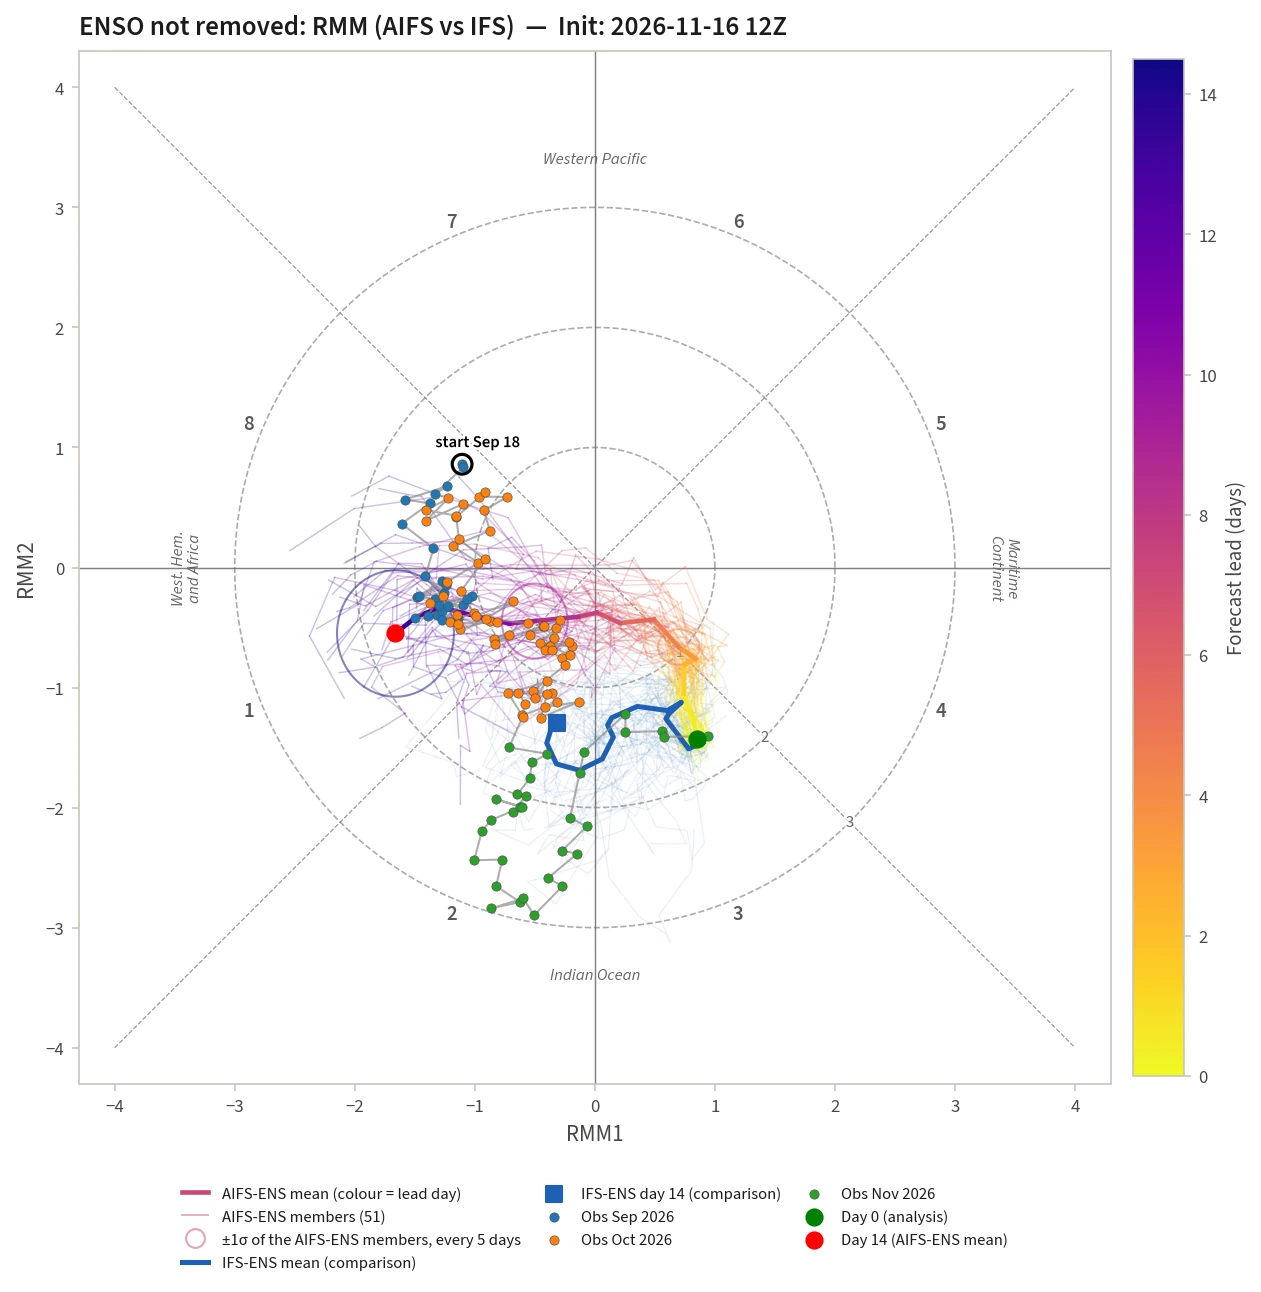 ENSO not removed: RMM (AIFS vs IFS) — Init: 2026-11-16 12Z
4
3
2
1
0
−1
−2
−3
−4
RMM2
Western Pacific
7
6
8
5
start Sep 18
West. Hem.
and Africa
Maritime
Continent
1
1
4
2
3
2
3
Indian Ocean
−4
−3
−2
−1
0
1
2
3
4
RMM1
14
12
10
8
6
4
2
0
Forecast lead (days)
AIFS-ENS mean (colour = lead day)
AIFS-ENS members (51)
±1σ of the AIFS-ENS members, every 5 days
IFS-ENS mean (comparison)
IFS-ENS day 14 (comparison)
Obs Sep 2026
Obs Oct 2026
Obs Nov 2026
Day 0 (analysis)
Day 14 (AIFS-ENS mean)